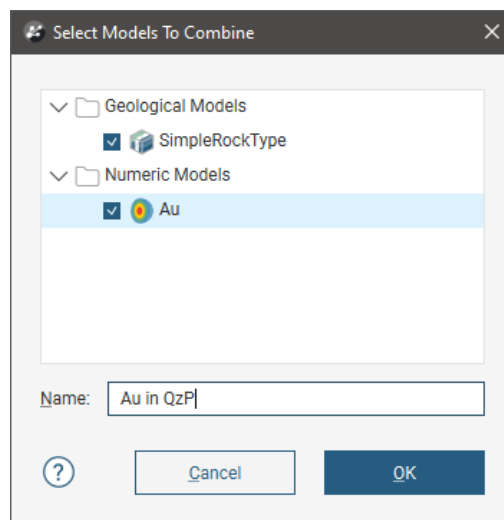 Select Models To Combine
Geological Models
SimpleRockType
Numeric Models
Au
Name: Au in QzP
?
Cancel OK